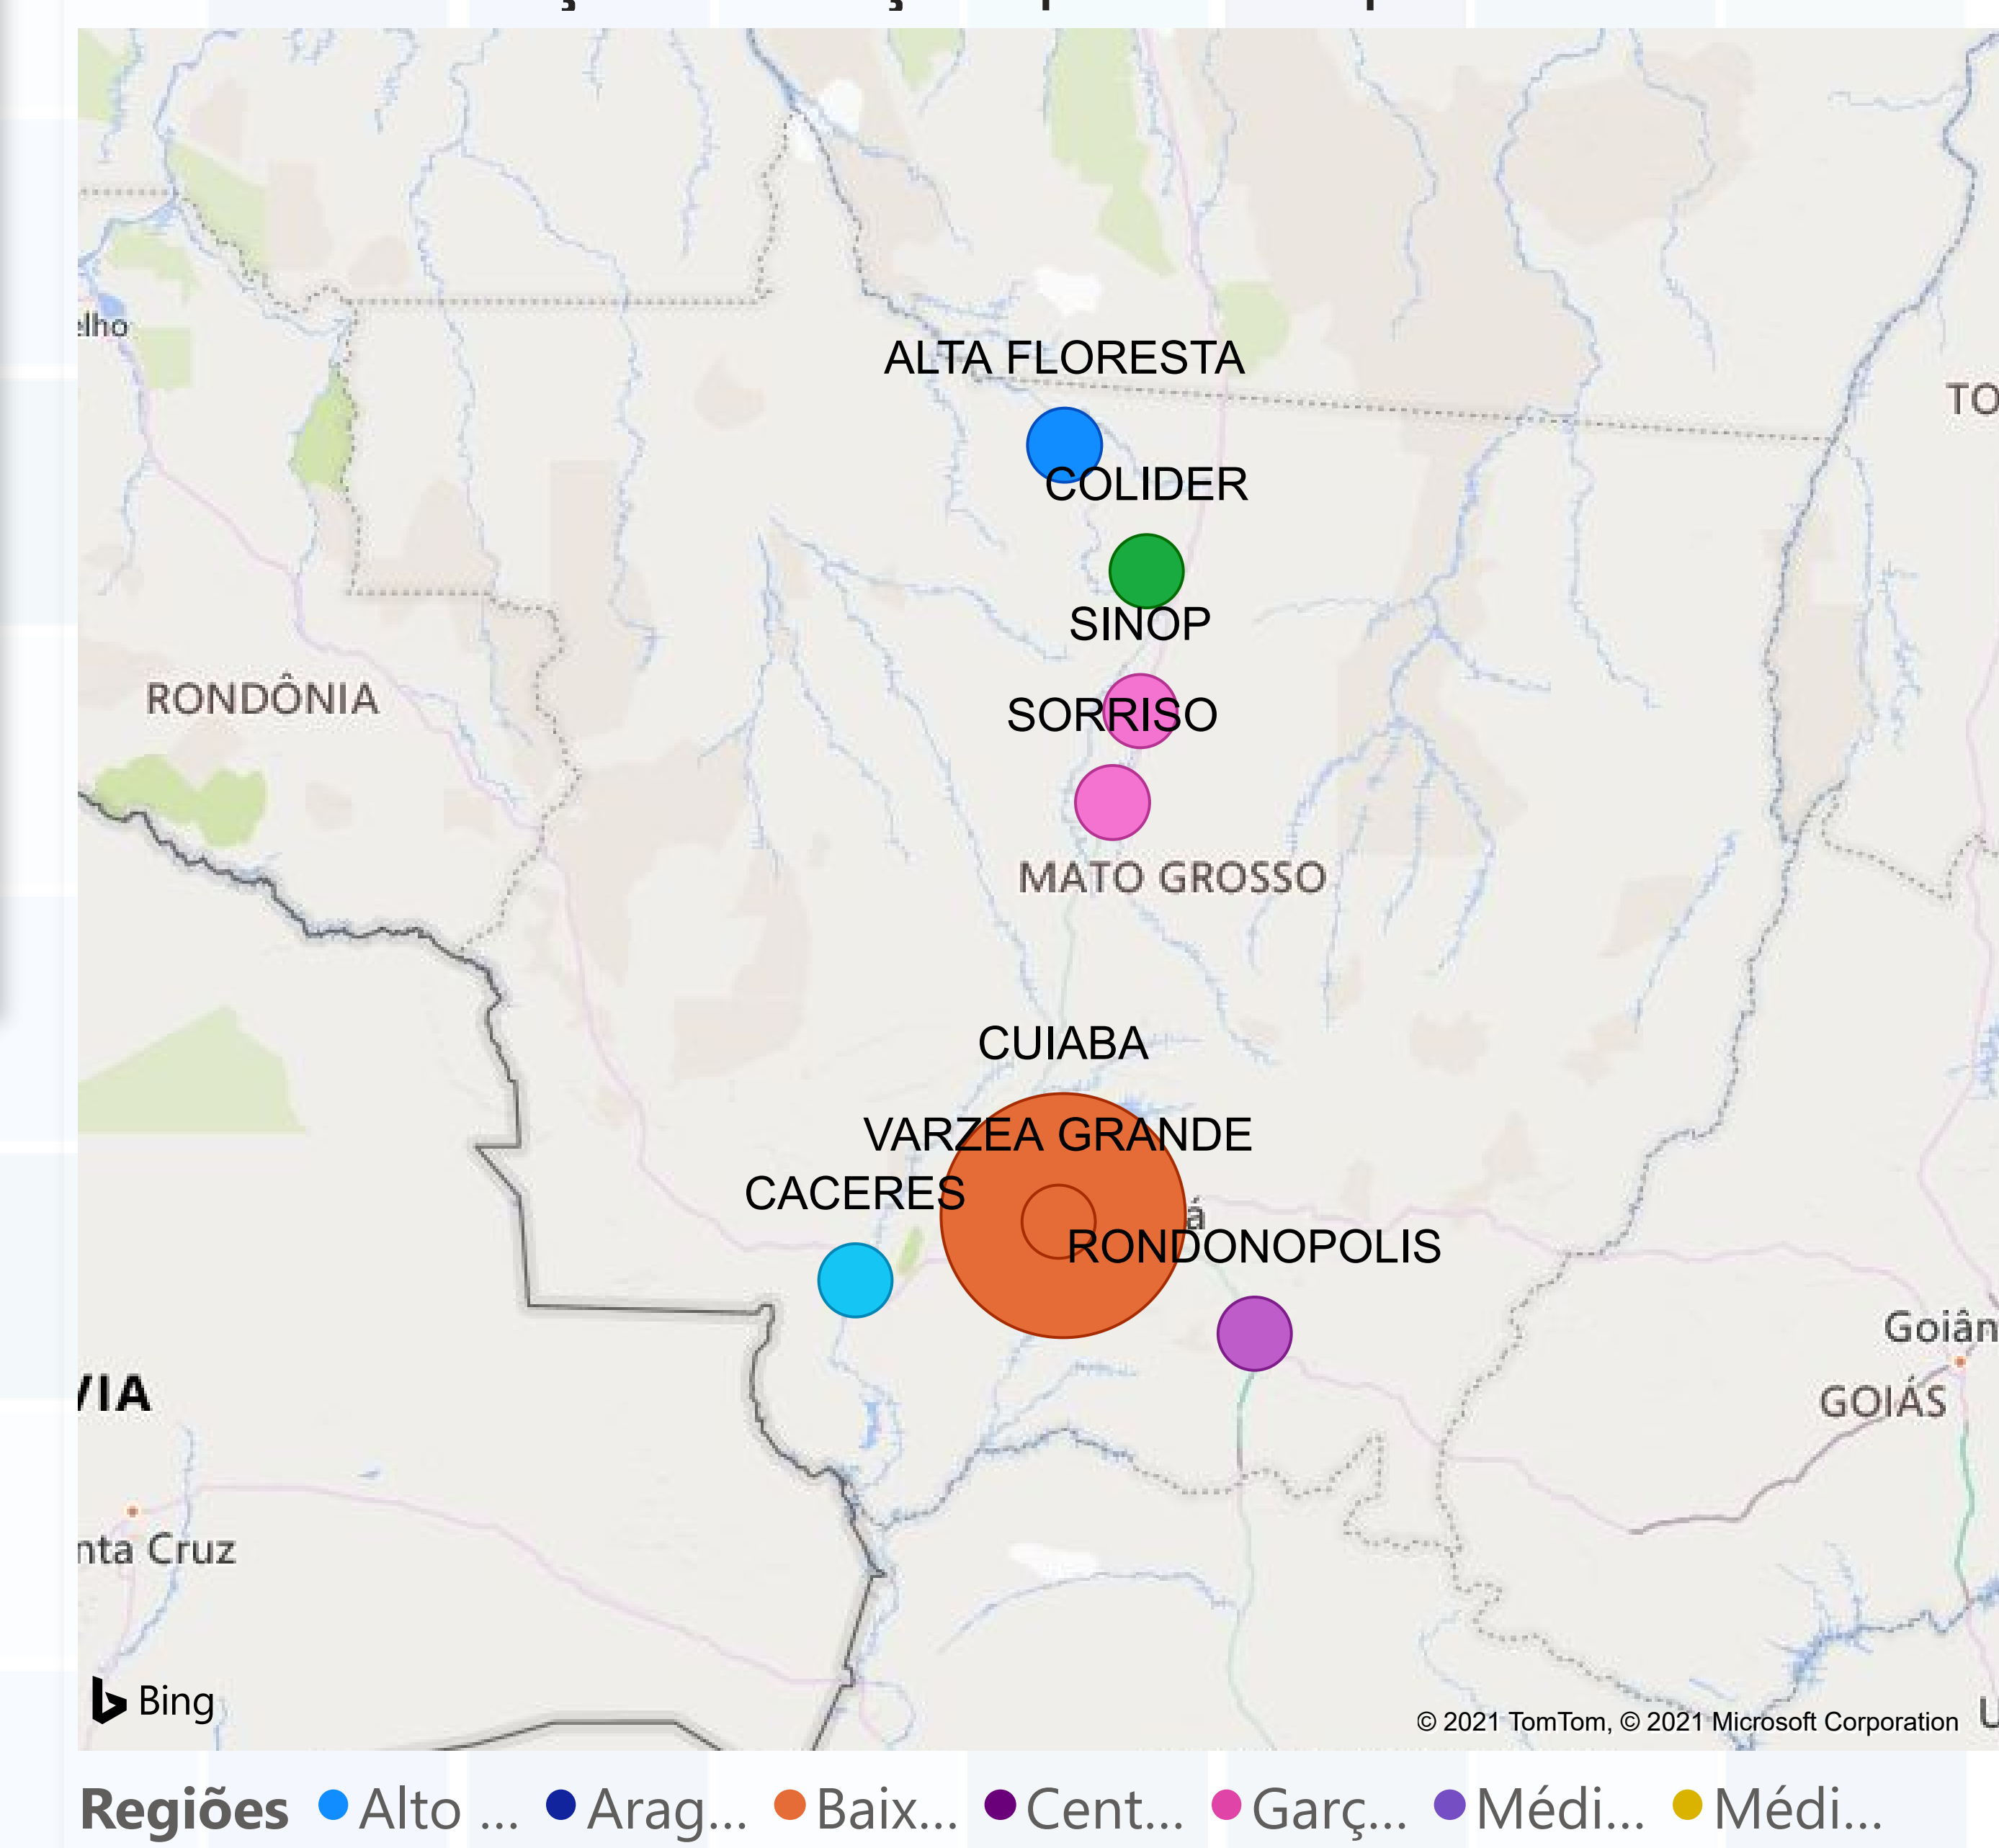 elho
ALTA FLORESTA
TO
COLIDER
SINOP
RONDÔNIA
SORRISO
MATO GROSSO
CUIABA
VARZEA GRANDE
CACERES
á
RONDONOPOLIS
Goiân
VIA
GOIÁS
nta Cruz
Bing
© 2021 TomTom, © 2021 Microsoft Corporation
U
Regiões Alto ... Arag... Baix... Cent... Garç... Médi... Médi...